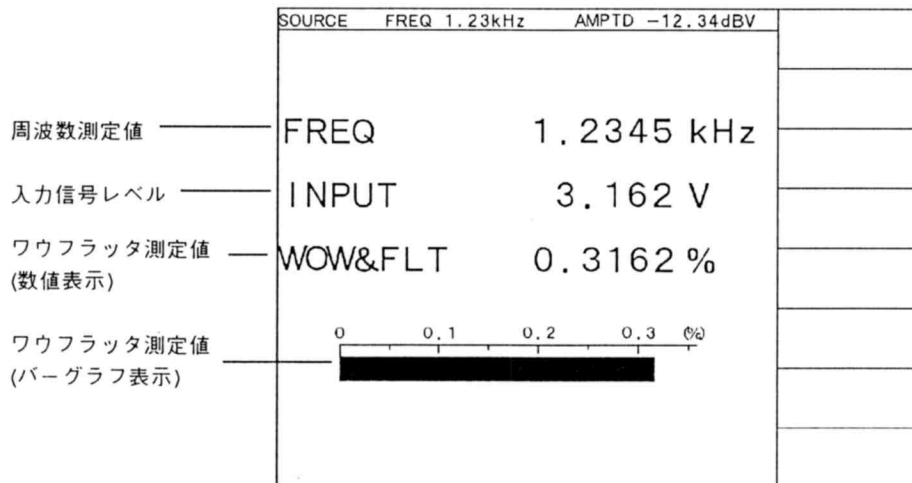 SOURCE FREQ 1.23kHz AMPTD −12.34dBV
周波数測定値
FREQ 1.2345 kHz
入力信号レベル
INPUT 3.162 V
ワウフラッタ測定値
(数値表示)
WOW&FLT 0.3162 %
0 0.1 0.2 0.3 (%)
ワウフラッタ測定値
(バーグラフ表示)